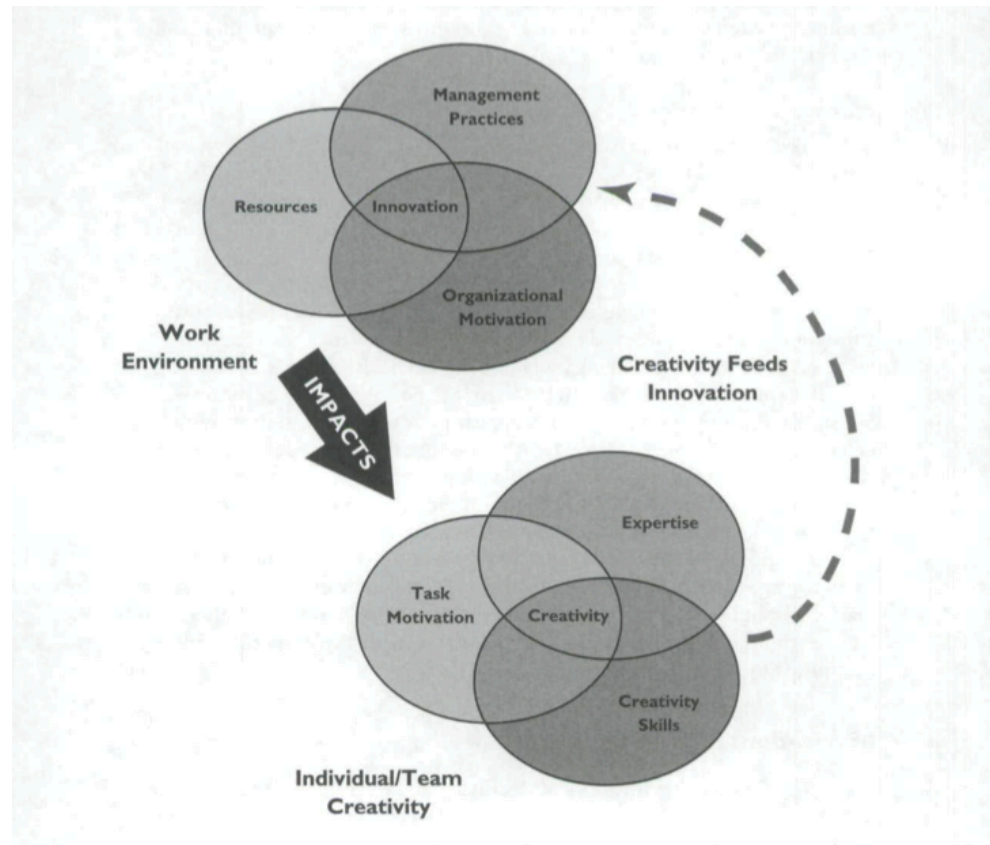 Management
Practices
Resources
Innovation
Organizational
Motivation
Work
Environment
IMPACTS
Creativity Feeds
Innovation
Expertise
Task
Motivation
Creativity
Creativity
Skills
Individual/Team
Creativity